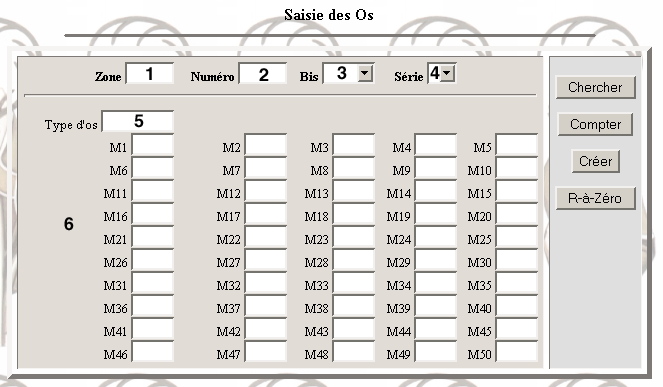 Saisie des Os
Zone 1 Numéro 2 Bis 3 Série 4
Chercher
Type d'os 5
Compter
M1 M2 M3 M4 M5
Créer
M6 M7 M8 M9 M10
M11 M12 M13 M14 M15
R-à-Zéro
M16 M17 M18 M19 M20
6
M21 M22 M23 M24 M25
M26 M27 M28 M29 M30
M31 M32 M33 M34 M35
M36 M37 M38 M39 M40
M41 M42 M43 M44 M45
M46 M47 M48 M49 M50